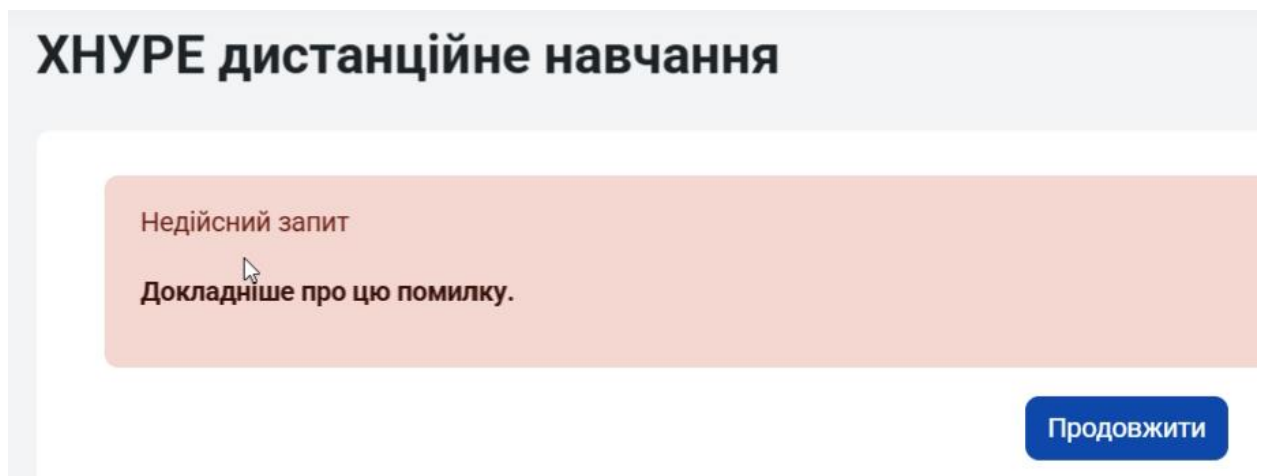 ХНУРЕ дистанційне навчання
Недійсний запит
Докладніше про цю помилку.
Продовжити